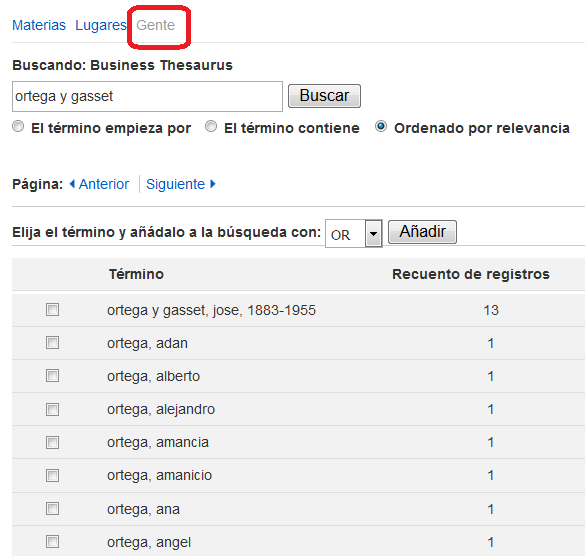 Materias Lugares Gente
Buscando: Business Thesaurus
ortega y gasset Buscar
El término empieza por El término contiene Ordenado por relevancia
Página: Anterior Siguiente
Elija el término y añádalo a la búsqueda con: OR Añadir
Término Recuento de registros
ortega y gasset, jose, 1883-1955 13
ortega, adan 1
ortega, alberto 1
ortega, alejandro 1
ortega, amancia 1
ortega, amanicio 1
ortega, ana 1
ortega, angel 1